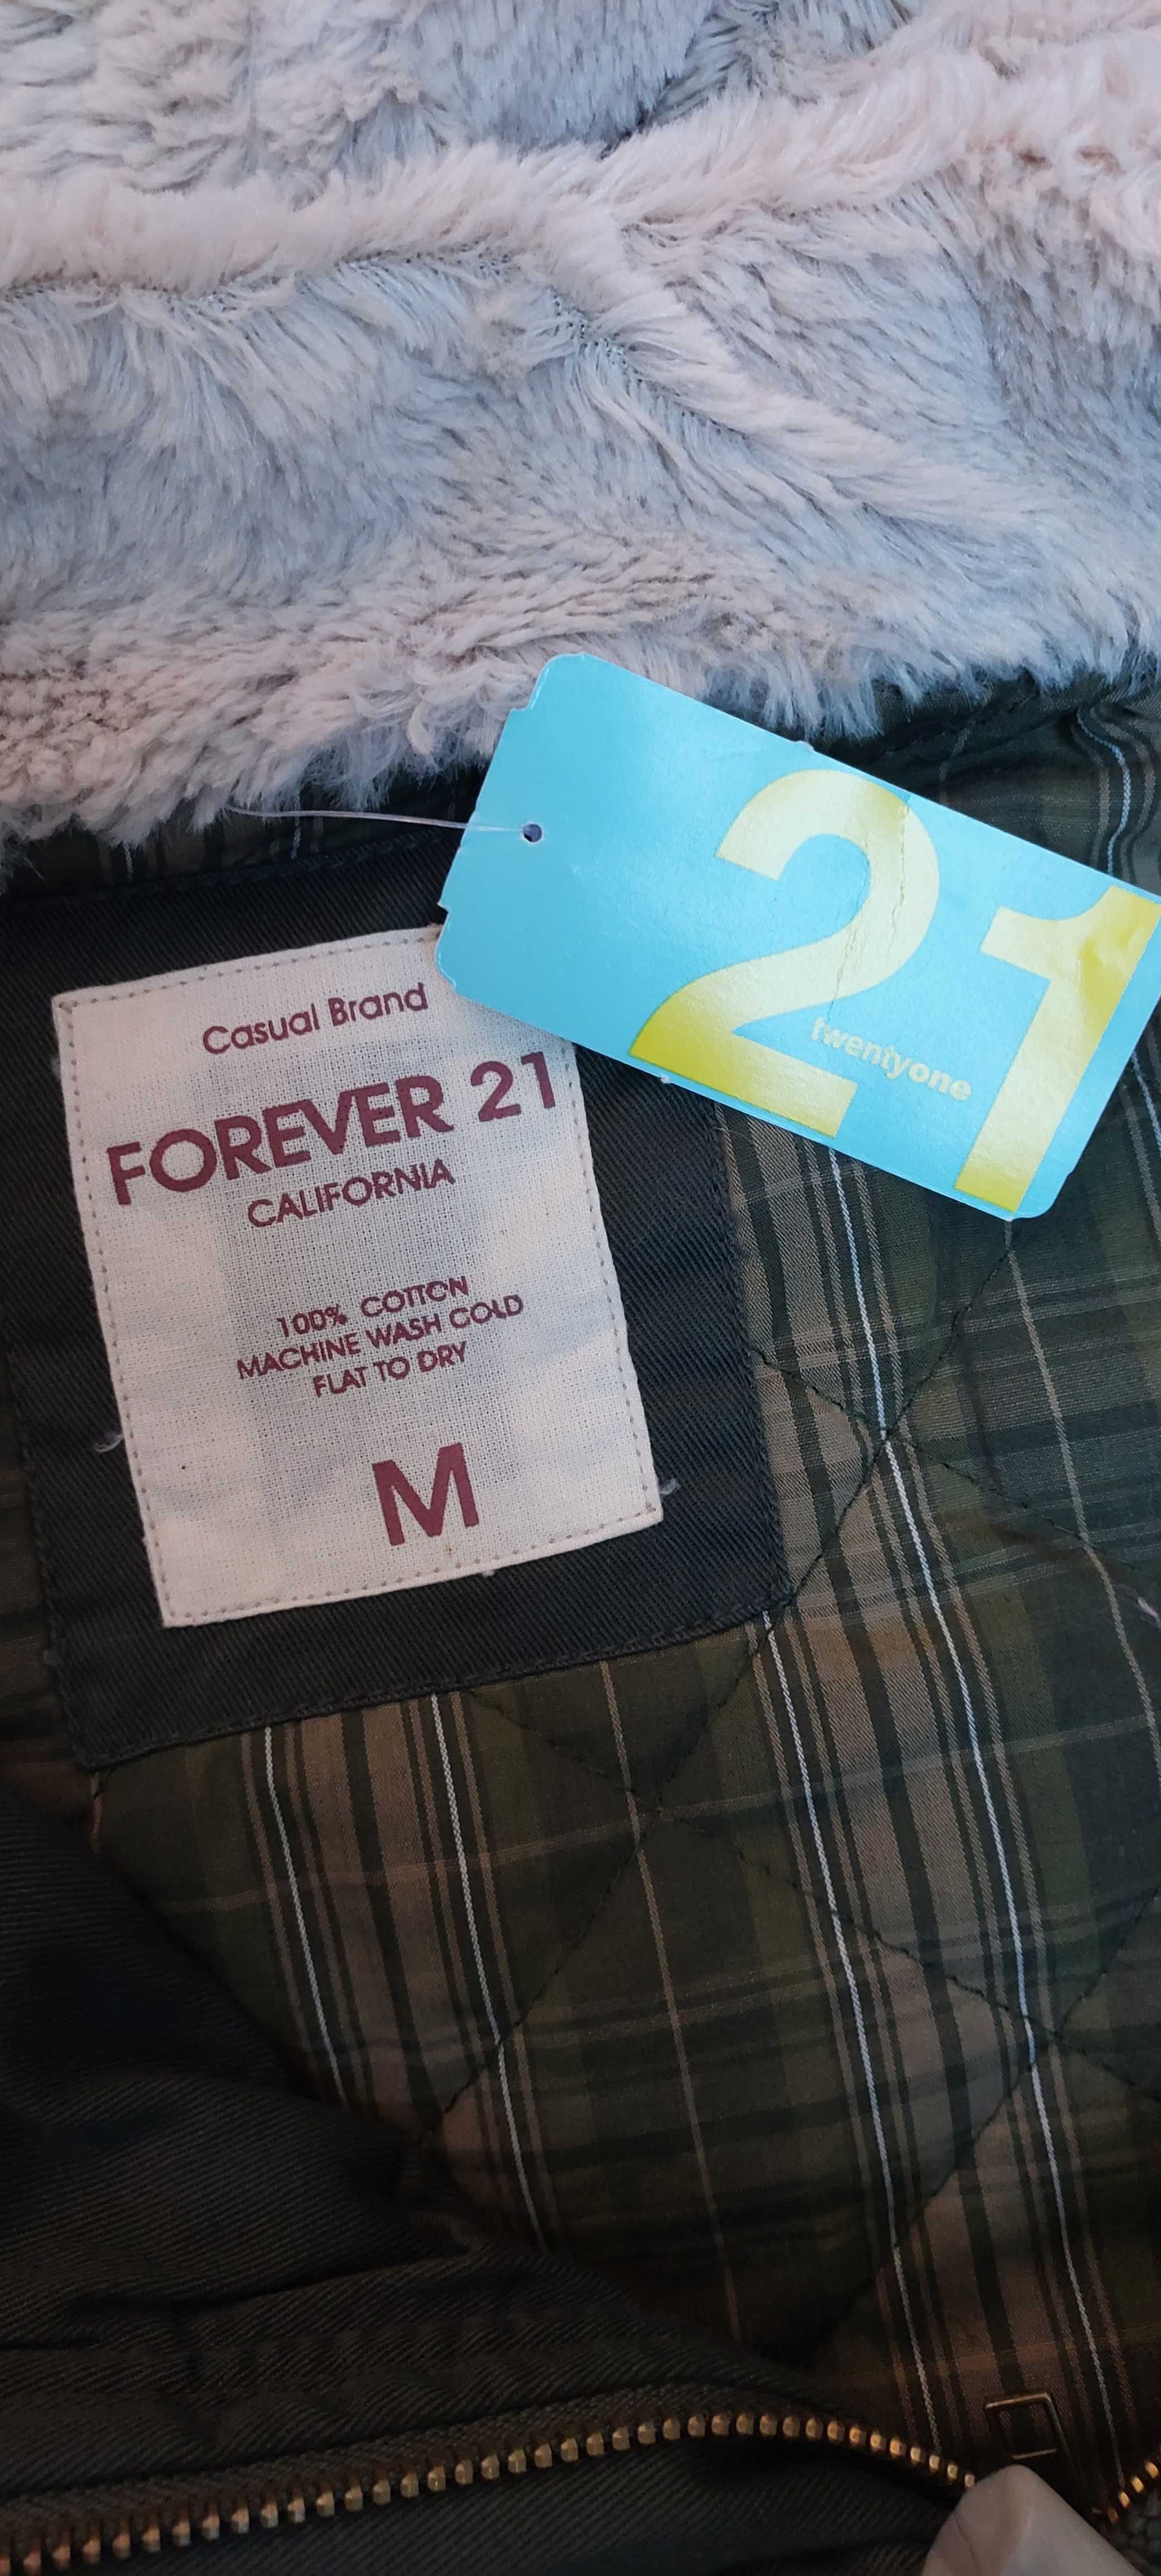 21
twentyone
Casual Brand
FOREVER 21
CALIFORNIA
100% COTTON
MACHINE WASH COLD
FLAT TO DRY
M